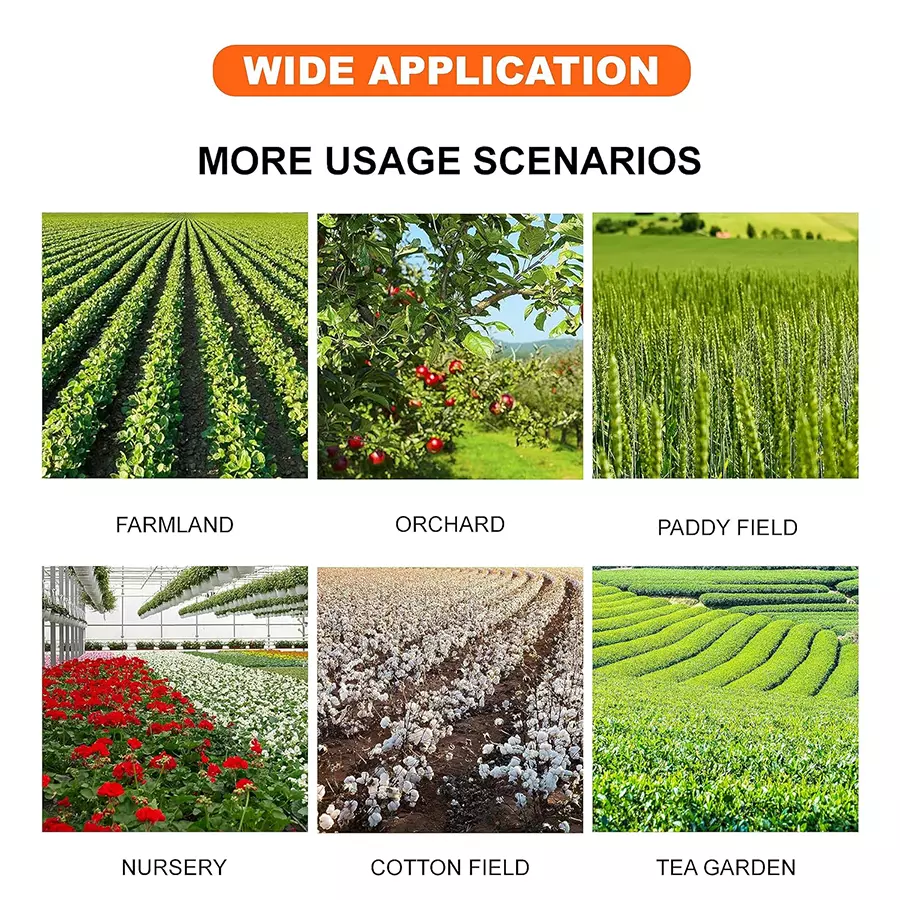 WIDE APPLICATION
MORE USAGE SCENARIOS
FARMLAND
ORCHARD
PADDY FIELD
NURSERY
COTTON FIELD
TEA GARDEN